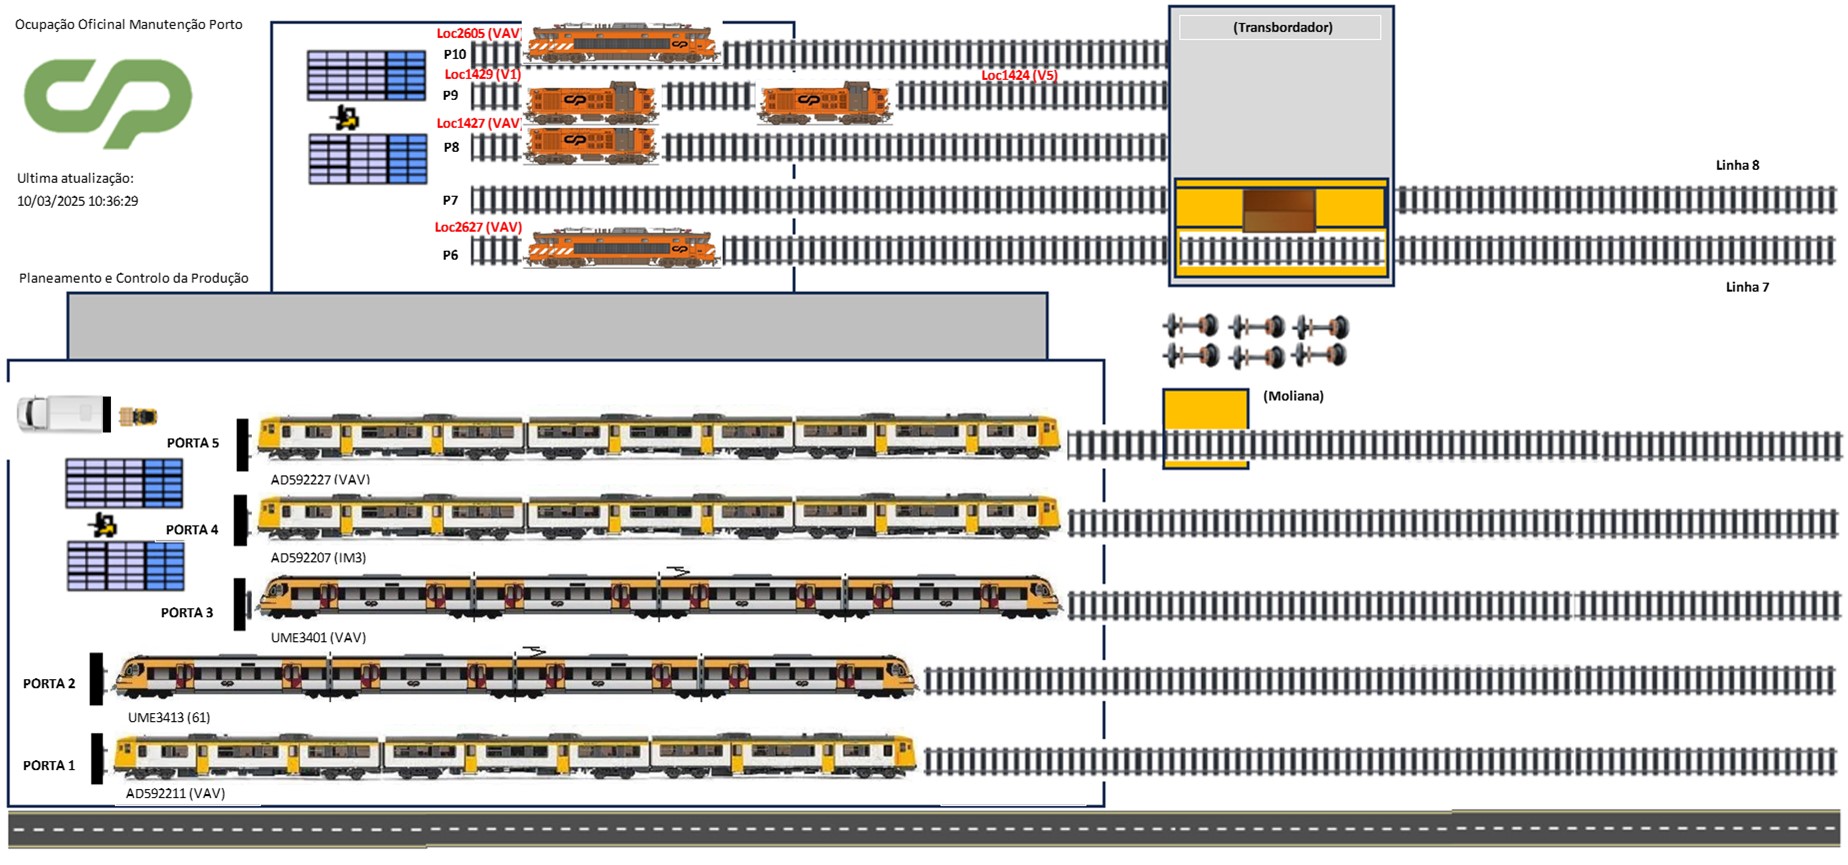 Ocupação Oficinal Manutenção Porto
Ultima atualização:
10/03/2025 10:36:29
Planeamento e Controlo da Produção
Loc2605 (VAV)
P10
Loc1429 (V1)
Loc1424 (V5)
P9
Loc1427 (VAV)
P8
P7
Loc2627 (VAV)
P6
(Transbordador)
Linha 8
Linha 7
(Moliana)
PORTA 5
AD592227 (VAV)
PORTA 4
AD592207 (IM3)
PORTA 3
UME3401 (VAV)
PORTA 2
UME3413 (61)
PORTA 1
AD592211 (VAV)